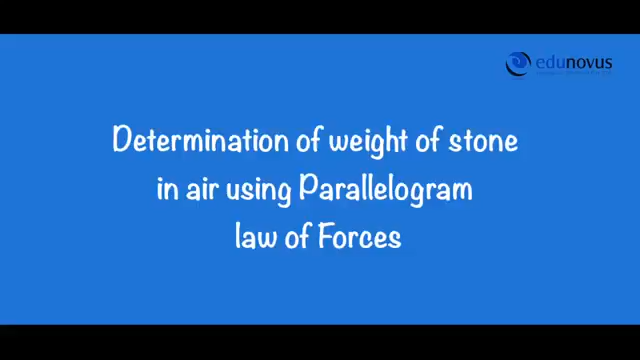 edunovus
Determination of weight of stone
in air using Parallelogram
law of Forces